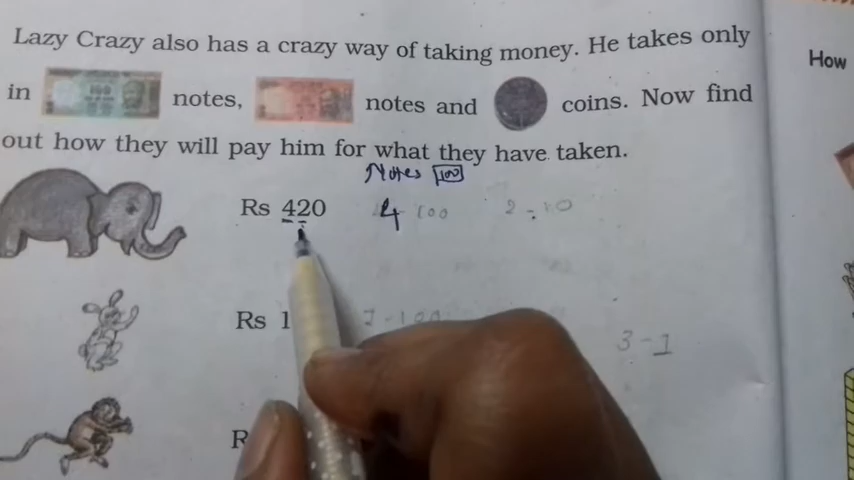 Lazy Crazy also has a crazy way of taking money. He takes only
How
in 100 notes, notes and coins. Now find
out how they will pay him for what they have taken.
Notes 100
Rs 420 4 100 2 - 10
Rs 1 - 100
3 - 1
R